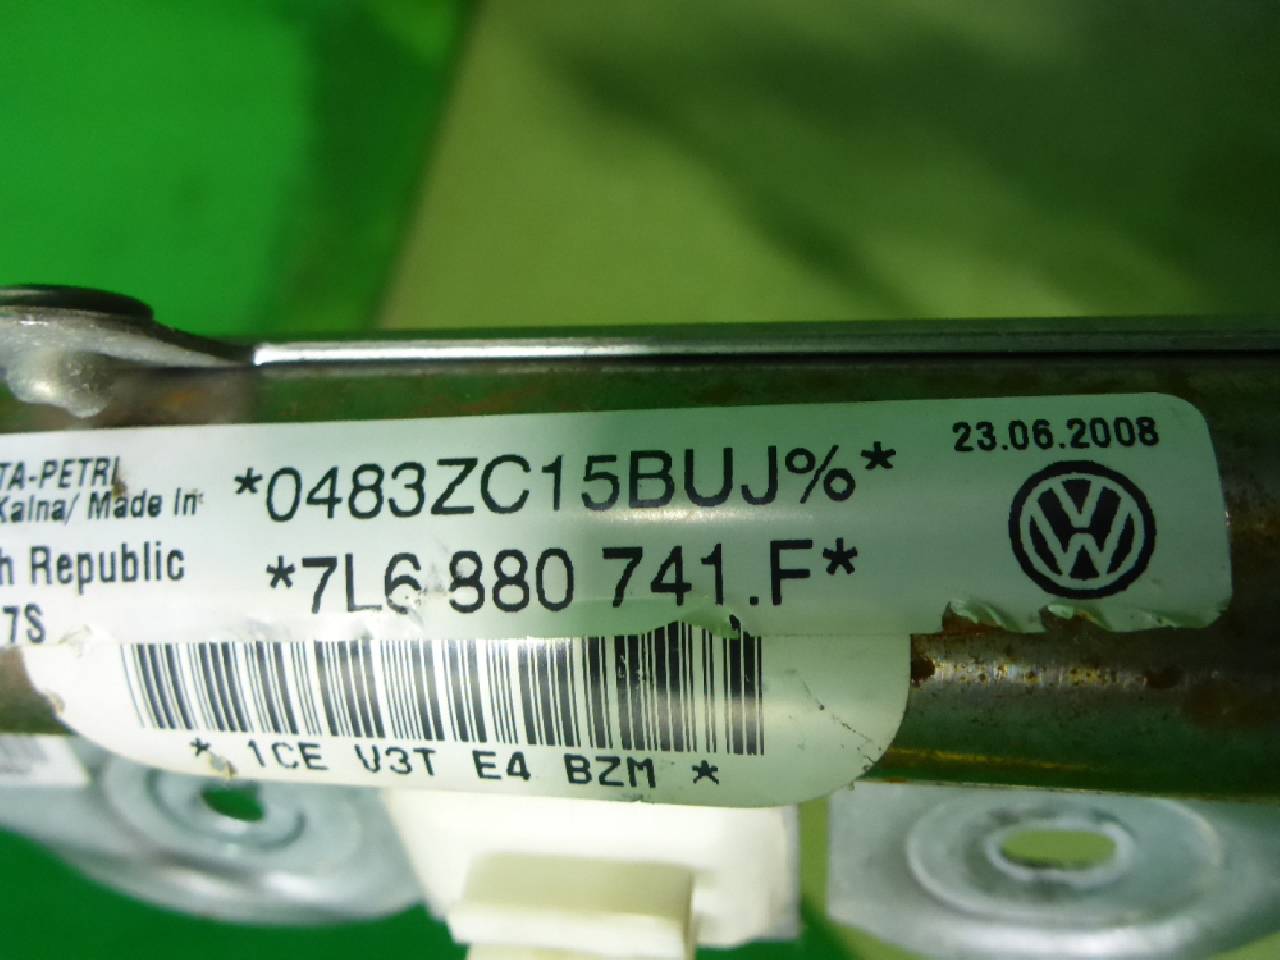 TA-PETRI
Kalna/ Made in
h Republic
7S
*0483ZC15BUJ%*
*7L6 880 741.F*
23.06.2008
* 1CE V3T E4 BZM *